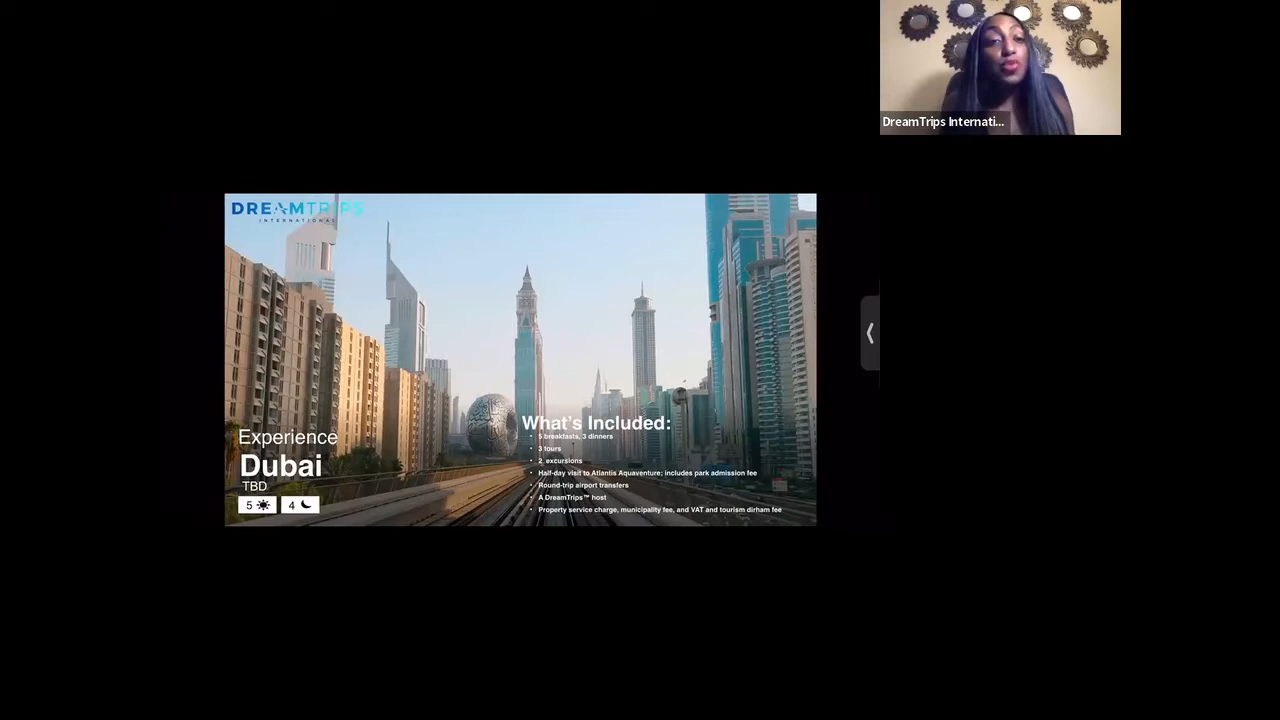 DreamTrips Internati...
DREAMTRIPS
INTERNATIONAL
What's Included:
• 5 breakfasts, 3 dinners
• 3 tours
• 2 excursions
• Half-day visit to Atlantis Aquaventure; includes park admission fee
• Round-trip airport transfers
• A DreamTrips™ host
• Property service charge, municipality fee, and VAT and tourism dirham fee
Experience
Dubai
TBD
5 4